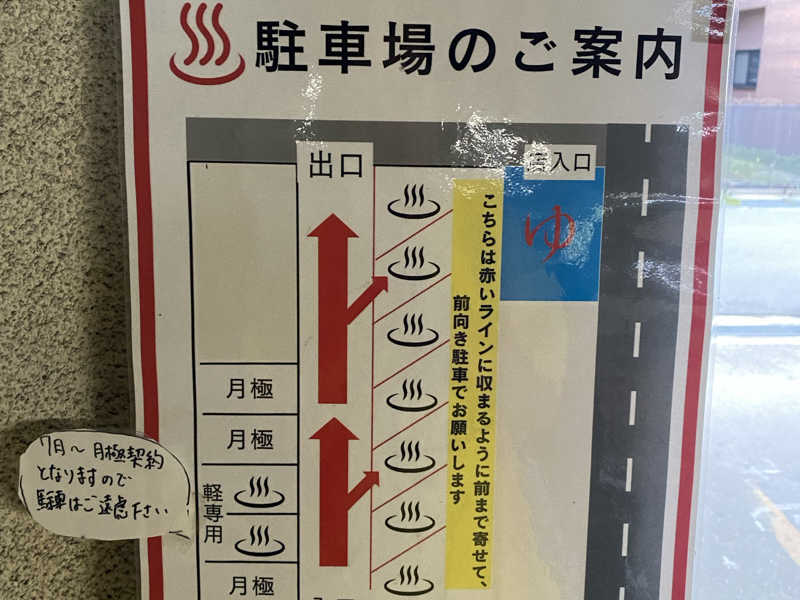 駐車場のご案内
出口
入口
ゆ
こちらは赤いラインに収まるように前まで寄せて、
前向き駐車でお願いします
月極
月極
軽専用
月極
7月〜月極契約
となりますので
駐車はご遠慮下さい